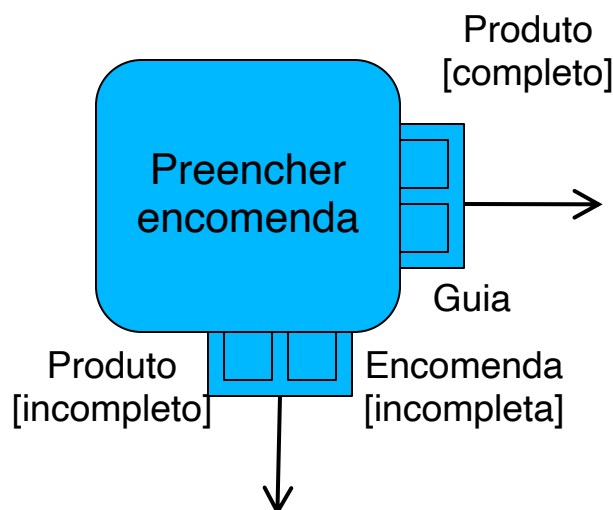 Produto
[completo]
Preencher
encomenda
Guia
Produto
[incompleto]
Encomenda
[incompleta]